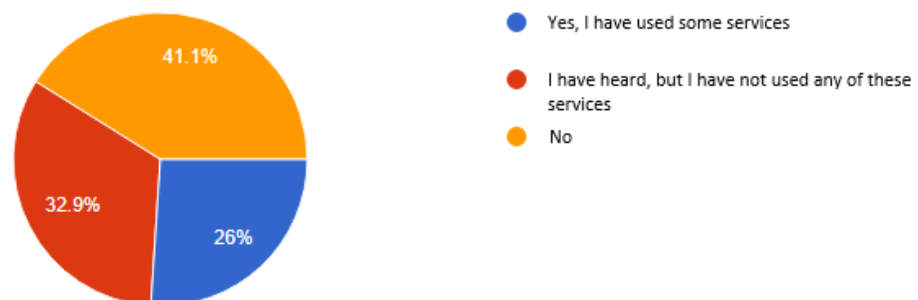 41.1%
32.9%
26%
Yes, I have used some services
I have heard, but I have not used any of these
services
No